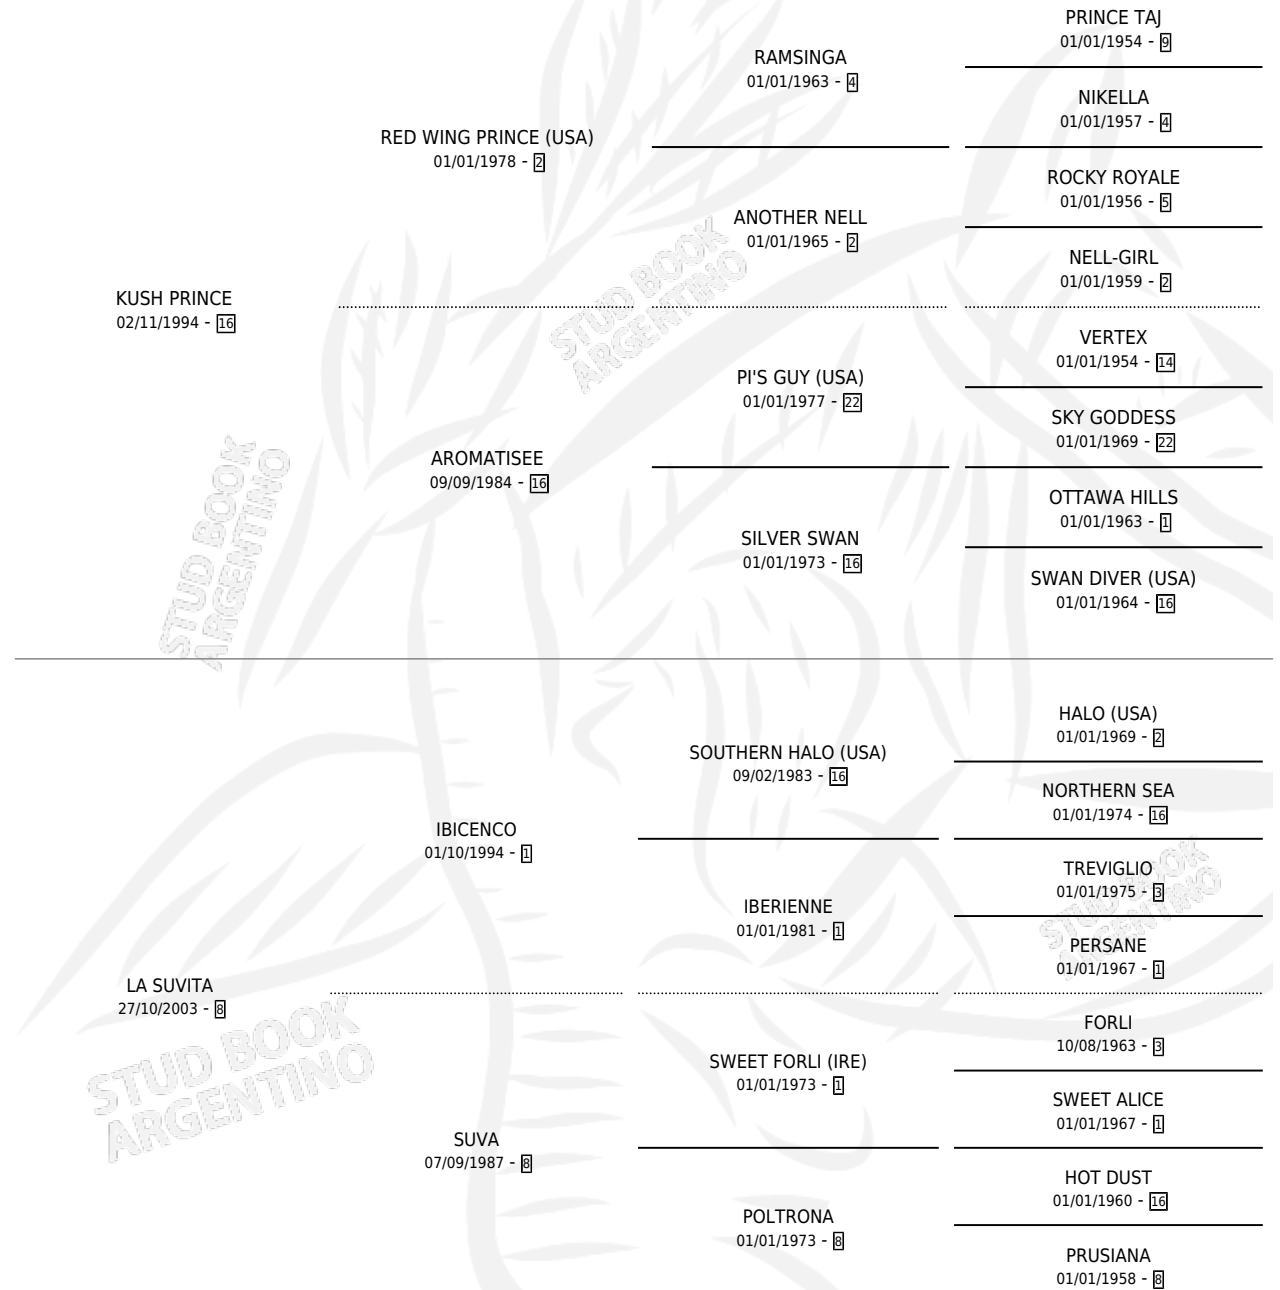 PRINCE TAJ
01/01/1954 - 9
RAMSINGA
01/01/1963 - 4
NIKELLA
01/01/1957 - 4
RED WING PRINCE (USA)
01/01/1978 - 2
ROCKY ROYALE
01/01/1956 - 5
ANOTHER NELL
01/01/1965 - 2
NELL-GIRL
01/01/1959 - 2
KUSH PRINCE
02/11/1994 - 16
VERTEX
01/01/1954 - 14
PI'S GUY (USA)
01/01/1977 - 22
SKY GODDESS
01/01/1969 - 22
AROMATISEE
09/09/1984 - 16
OTTAWA HILLS
01/01/1963 - 1
SILVER SWAN
01/01/1973 - 16
SWAN DIVER (USA)
01/01/1964 - 16
HALO (USA)
01/01/1969 - 2
SOUTHERN HALO (USA)
09/02/1983 - 16
NORTHERN SEA
01/01/1974 - 16
IBICENCO
01/10/1994 - 1
TREVIGLIO
01/01/1975 - 3
IBERIENNE
01/01/1981 - 1
PERSANE
01/01/1967 - 1
LA SUVITA
27/10/2003 - 8
FORLI
10/08/1963 - 3
SWEET FORLI (IRE)
01/01/1973 - 1
SWEET ALICE
01/01/1967 - 1
SUVA
07/09/1987 - 8
HOT DUST
01/01/1960 - 16
POLTRONA
01/01/1973 - 8
PRUSIANA
01/01/1958 - 8
STUD BOOK
ARGENTINO
STUD BOOK
ARGENTINO
STUD BOOK
ARGENTINO
STUD BOOK
ARGENTINO